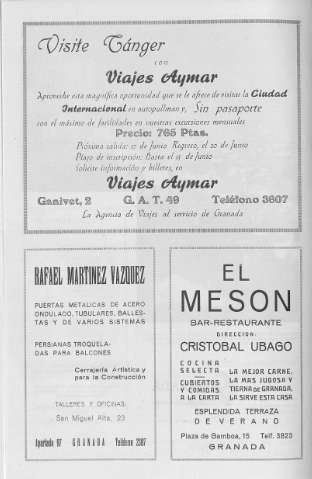 Visite Tánger
con
Viajes Aymar
Aproveche esta magnífica oportunidad que se le ofrece de visitar la Ciudad
Internacional en autopullman y, Sin pasaporte
con el máximo de facilidades en nuestras excursiones mensuales
Precio: 765 Ptas.
Próxima salida: 17 de Junio Regreso, el 20 de Junio
Plazo de inscripción: Hasta el 11 de Junio
Solicite información y billetes, en
Viajes Aymar
Ganivet, 2 G. A. T. 49 Teléfono 3607
La Agencia de Viajes al servicio de Granada
RAFAEL MARTINEZ VAZQUEZ
PUERTAS METALICAS DE ACERO
ONDULADO, TUBULARES, BALLES-
TAS Y DE VARIOS SISTEMAS
PERSIANAS TROQUELA-
DAS PARA BALCONES
Cerrajería Artística y
para la Construcción
TALLERES Y OFICINAS:
San Miguel Alta, 23
Apartado 97 GRANADA Teléfono 2387
EL
MESON
BAR-RESTAURANTE
DIRECCION:
CRISTOBAL UBAGO
COCINA
SELECTA
CUBIERTOS
Y COMIDAS
A LA CARTA
LA MEJOR CARNE,
LA MAS JUGOSA Y
TIERNA DE GRANADA,
LA SIRVE ESTA CASA
ESPLENDIDA TERRAZA
DE VERANO
Plaza de Gamboa, 15 Telf. 3820
GRANADA